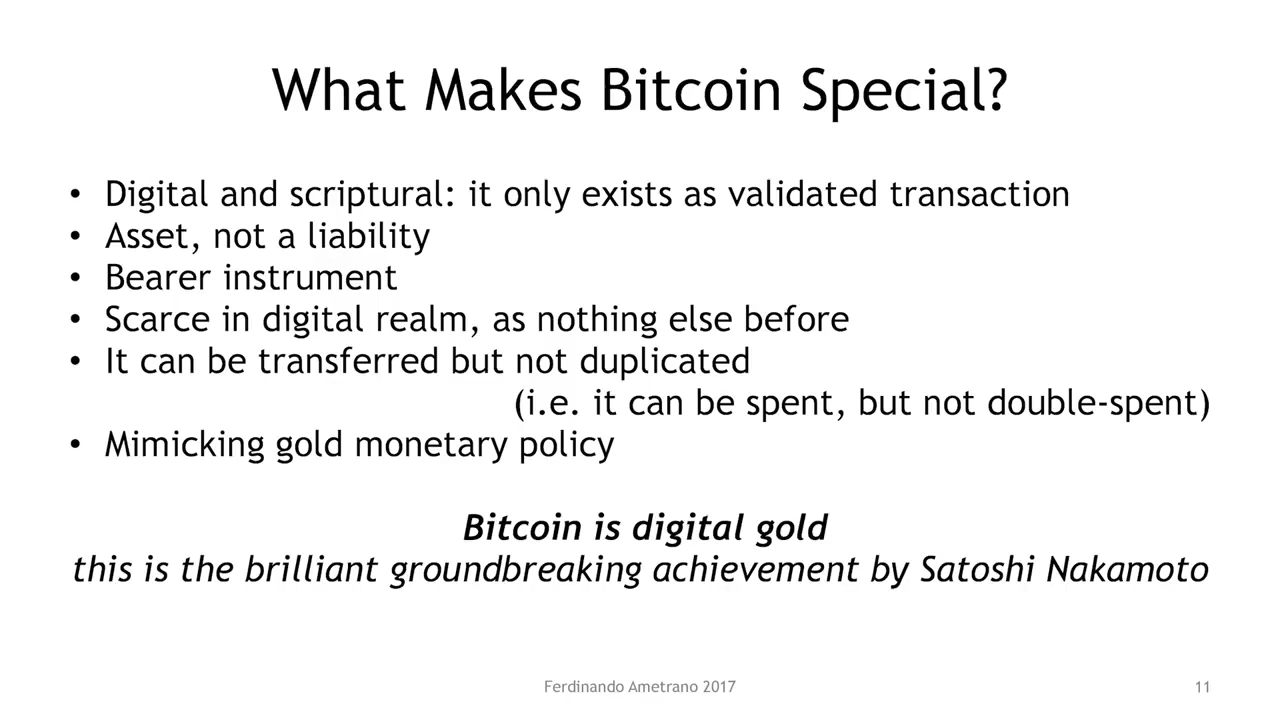 What Makes Bitcoin Special?
• Digital and scriptural: it only exists as validated transaction
• Asset, not a liability
• Bearer instrument
• Scarce in digital realm, as nothing else before
• It can be transferred but not duplicated
(i.e. it can be spent, but not double-spent)
• Mimicking gold monetary policy
Bitcoin is digital gold
this is the brilliant groundbreaking achievement by Satoshi Nakamoto
Ferdinando Ametrano 2017
11